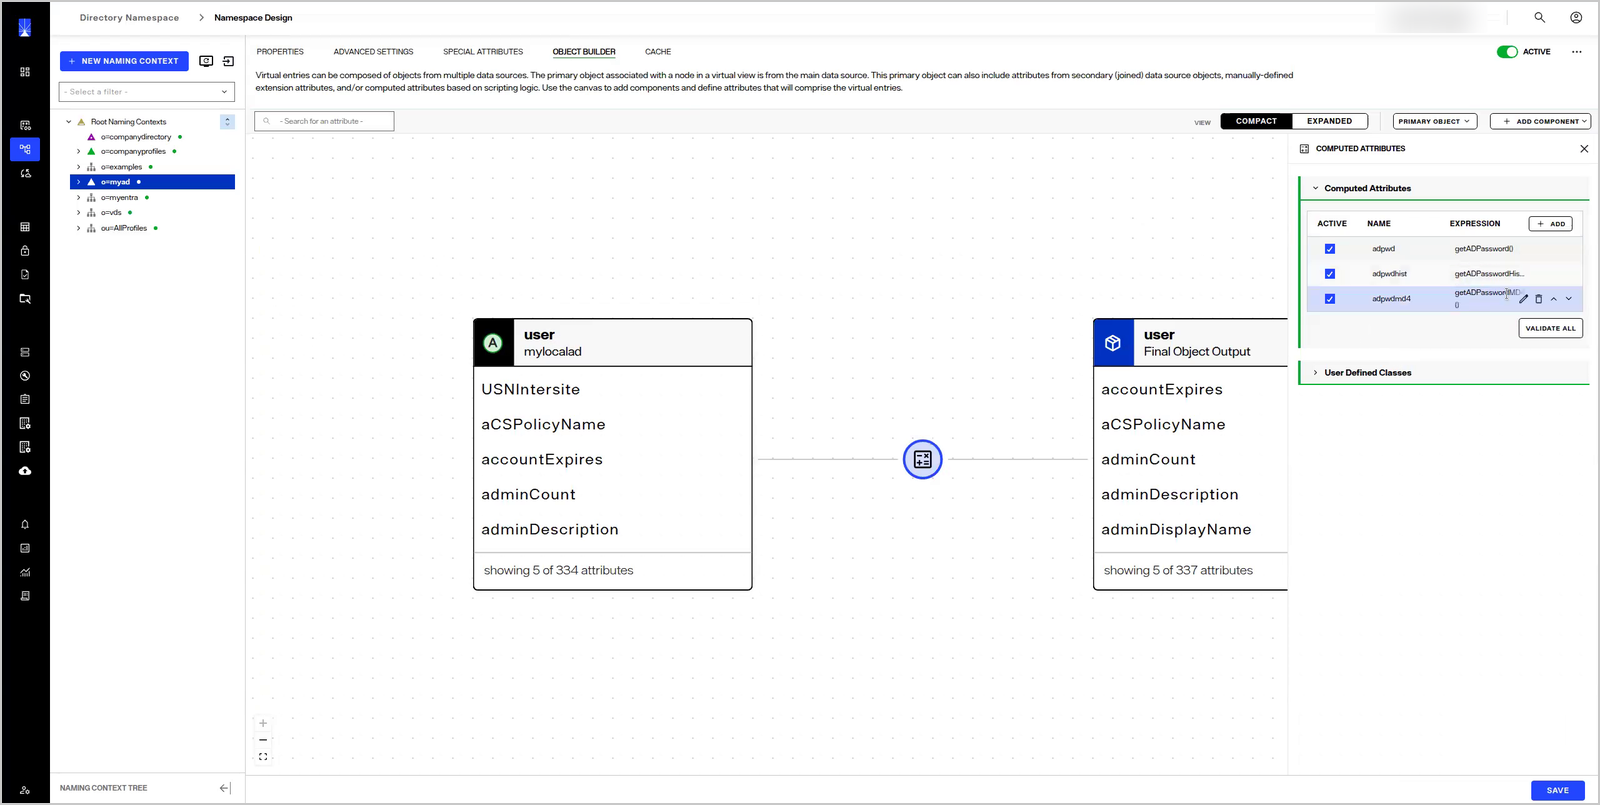 Directory Namespace > Namespace Design
+ NEW NAMING CONTEXT
- Select a filter -
Root Naming Contexts
o=companydirectory
o=companyprofiles
o=examples
o=myad
o=myentra
o=vds
ou=AllProfiles
NAMING CONTEXT TREE
PROPERTIES ADVANCED SETTINGS SPECIAL ATTRIBUTES OBJECT BUILDER CACHE
ACTIVE
Virtual entries can be composed of objects from multiple data sources. The primary object associated with a node in a virtual view is from the main data source. This primary object can also include attributes from secondary (joined) data source objects, manually-defined
extension attributes, and/or computed attributes based on scripting logic. Use the canvas to add components and define attributes that will comprise the virtual entries.
- Search for an attribute -
VIEW COMPACT EXPANDED PRIMARY OBJECT + ADD COMPONENT
A
user
mylocalad
USNIntersite
aCSPolicyName
accountExpires
adminCount
adminDescription
showing 5 of 334 attributes
user
Final Object Output
accountExpires
aCSPolicyName
adminCount
adminDescription
adminDisplayName
showing 5 of 337 attributes
COMPUTED ATTRIBUTES
Computed Attributes
ACTIVE NAME EXPRESSION + ADD
adpwd getADPassword()
adpwdhist getADPasswordHis...
adpwdmd4
()
VALIDATE ALL
User Defined Classes
SAVE